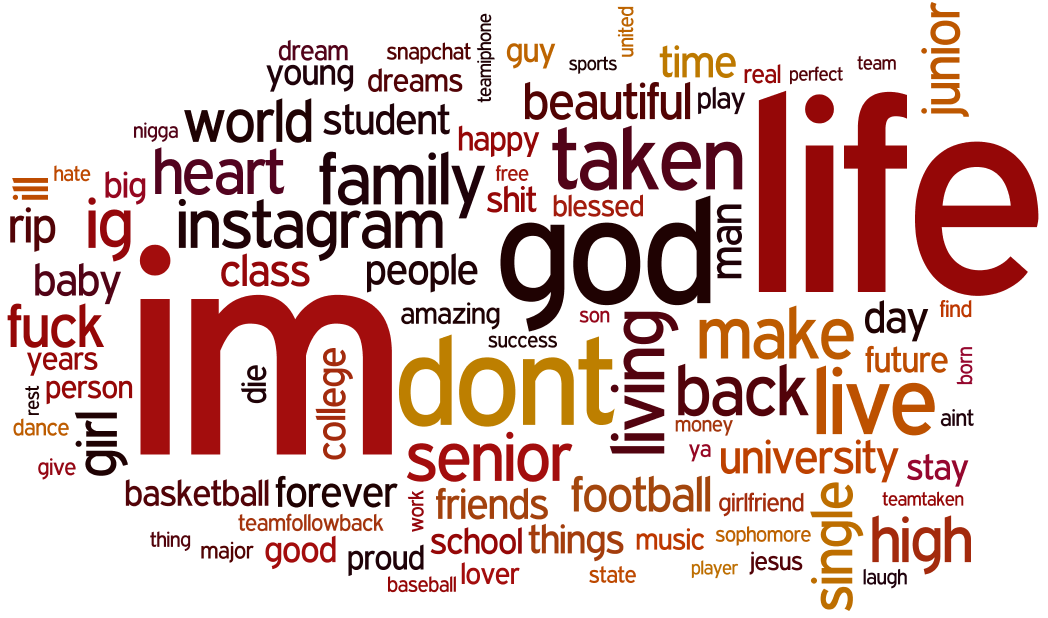 dream
snapchat
teamiphone
guy
sports
united
time
real
perfect
team
junior
young
dreams
beautiful
play
life
nigga
world
student
happy
taken
hate
ill
big
heart
family
free
shit
blessed
man
rip
ig
instagram
god
baby
class
people
im
fuck
amazing
son
living
make
day
find
years
success
future
born
rest
person
die
college
dont
back
live
aint
dance
girl
money
give
senior
ya
university
stay
basketball
forever
work
friends
football
girlfriend
single
teamtaken
teamfollowback
thing
major
good
proud
school
things
music
sophomore
high
baseball
lover
state
player
jesus
laugh